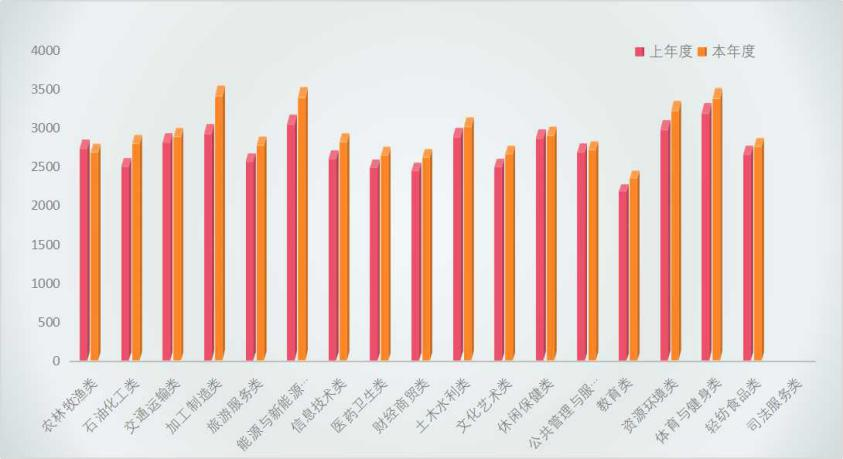 4000
上年度 本年度
3500
3000
2500
2000
1500
1000
500
0
农林牧渔类
石油化工类
交通运输类
加工制造类
旅游服务类
能源与新能源…
信息技术类
医药卫生类
财经商贸类
土木水利类
文化艺术类
休闲保健类
公共管理与服…
教育类
资源环境类
体育与健身类
轻纺食品类
司法服务类